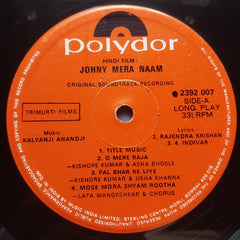 polydor
HINDI FILM:
JOHNY MERA NAAM
ORIGINAL SOUNDTRACK RECORDING
2392 007
SIDE-A
LONG. PLAY
33⅓ RPM
TRIMURTI FILMS
Music
KALYANJI ANANDJI
Lyrics
2. RAJENDRA KRISHAN
3. 4. INDIVAR
1. TITLE MUSIC
2. O MERE RAJA
-KISHORE KUMAR & ASHA BHOSLE
3. PAL BHAR KE LIYE
-KISHORE KUMAR & USHA KHANNA
4. MOSE MORA SHYAM ROOTHA
-LATA MANGESHKAR & CHORUS